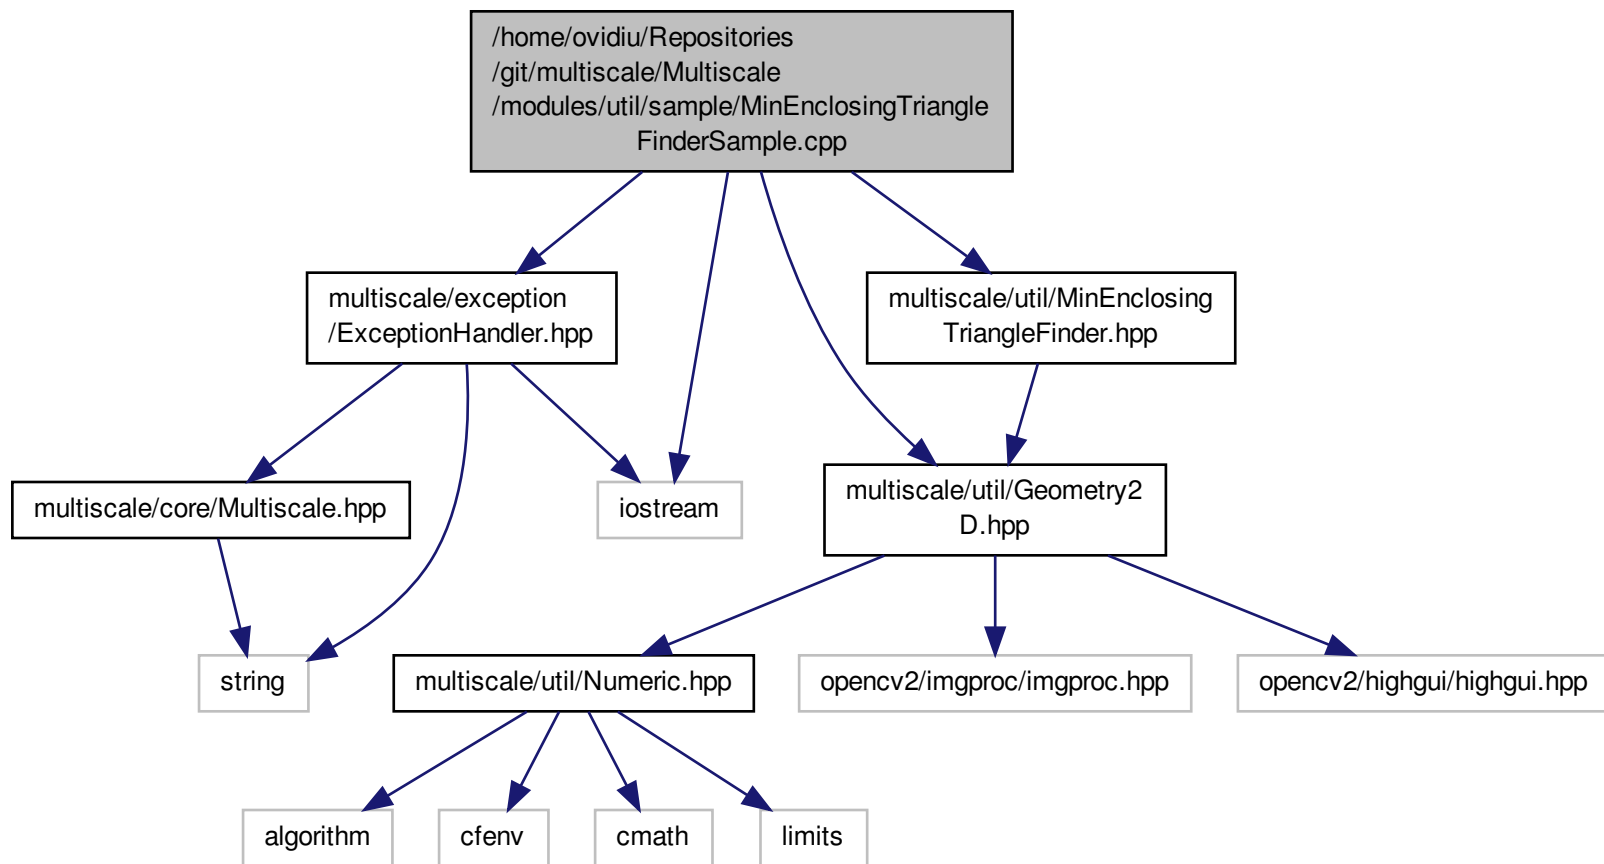 /home/ovidiu/Repositories
/git/multiscale/Multiscale
/modules/util/sample/MinEnclosingTriangle
FinderSample.cpp
multiscale/exception
/ExceptionHandler.hpp
multiscale/util/MinEnclosing
TriangleFinder.hpp
multiscale/core/Multiscale.hpp
iostream
multiscale/util/Geometry2
D.hpp
string
multiscale/util/Numeric.hpp
opencv2/imgproc/imgproc.hpp
opencv2/highgui/highgui.hpp
algorithm
cfenv
cmath
limits